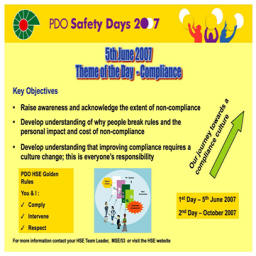 PDO Safety Days 2007
5th June 2007
Theme of the Day - Compliance
Key Objectives
• Raise awareness and acknowledge the extent of non-compliance
• Develop understanding of why people break rules and the
personal impact and cost of non-compliance
• Develop understanding that improving compliance requires a
culture change; this is everyone's responsibility
Our journey towards a
compliance culture
PDO HSE Golden
Rules
You & I :
✓ Comply
✓ Intervene
✓ Respect
1st Day – 5th June 2007
2nd Day – October 2007
For more information contact your HSE Team Leader, MSE/53 or visit the HSE website